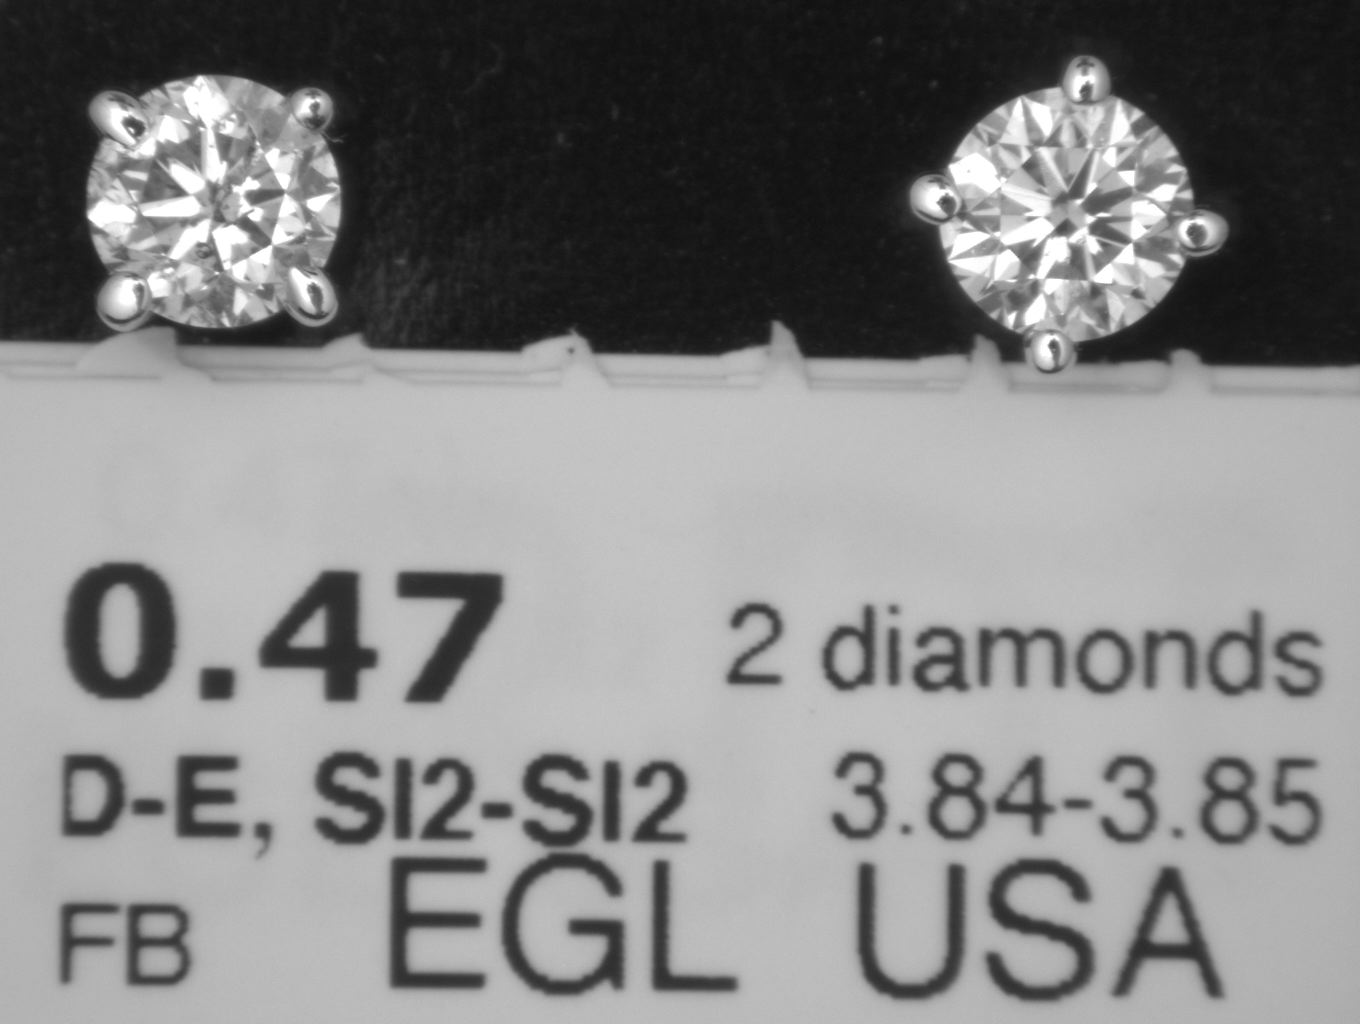 0.47 2 diamonds
D-E, SI2-SI2 3.84-3.85
FB EGL USA